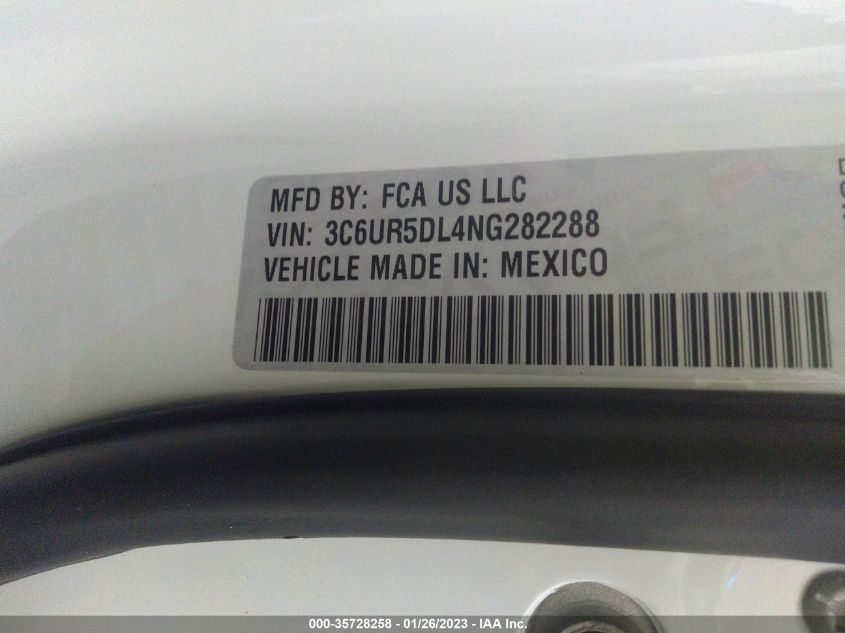 MFD BY: FCA US LLC
VIN: 3C6UR5DL4NG282288
VEHICLE MADE IN: MEXICO
000-35728258 - 01/26/2023 - IAA Inc.